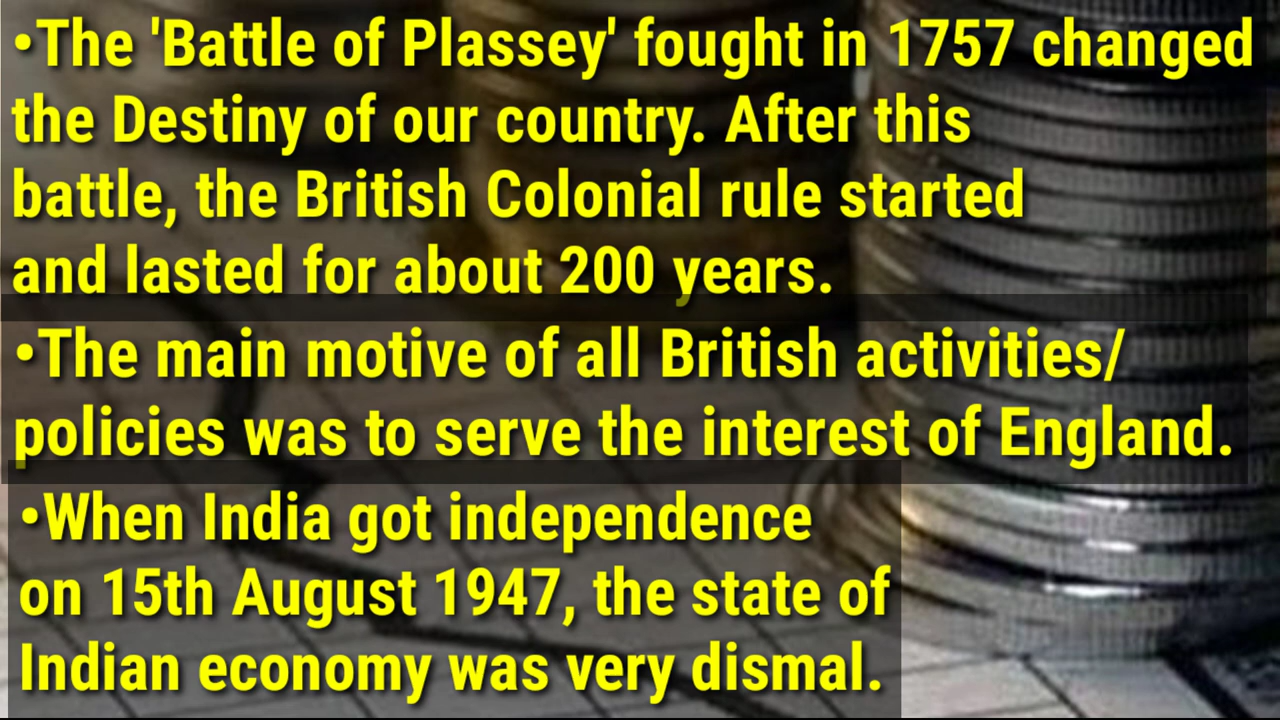 •The 'Battle of Plassey' fought in 1757 changed
the Destiny of our country. After this
battle, the British Colonial rule started
and lasted for about 200 years.
•The main motive of all British activities/
policies was to serve the interest of England.
•When India got independence
on 15th August 1947, the state of
Indian economy was very dismal.